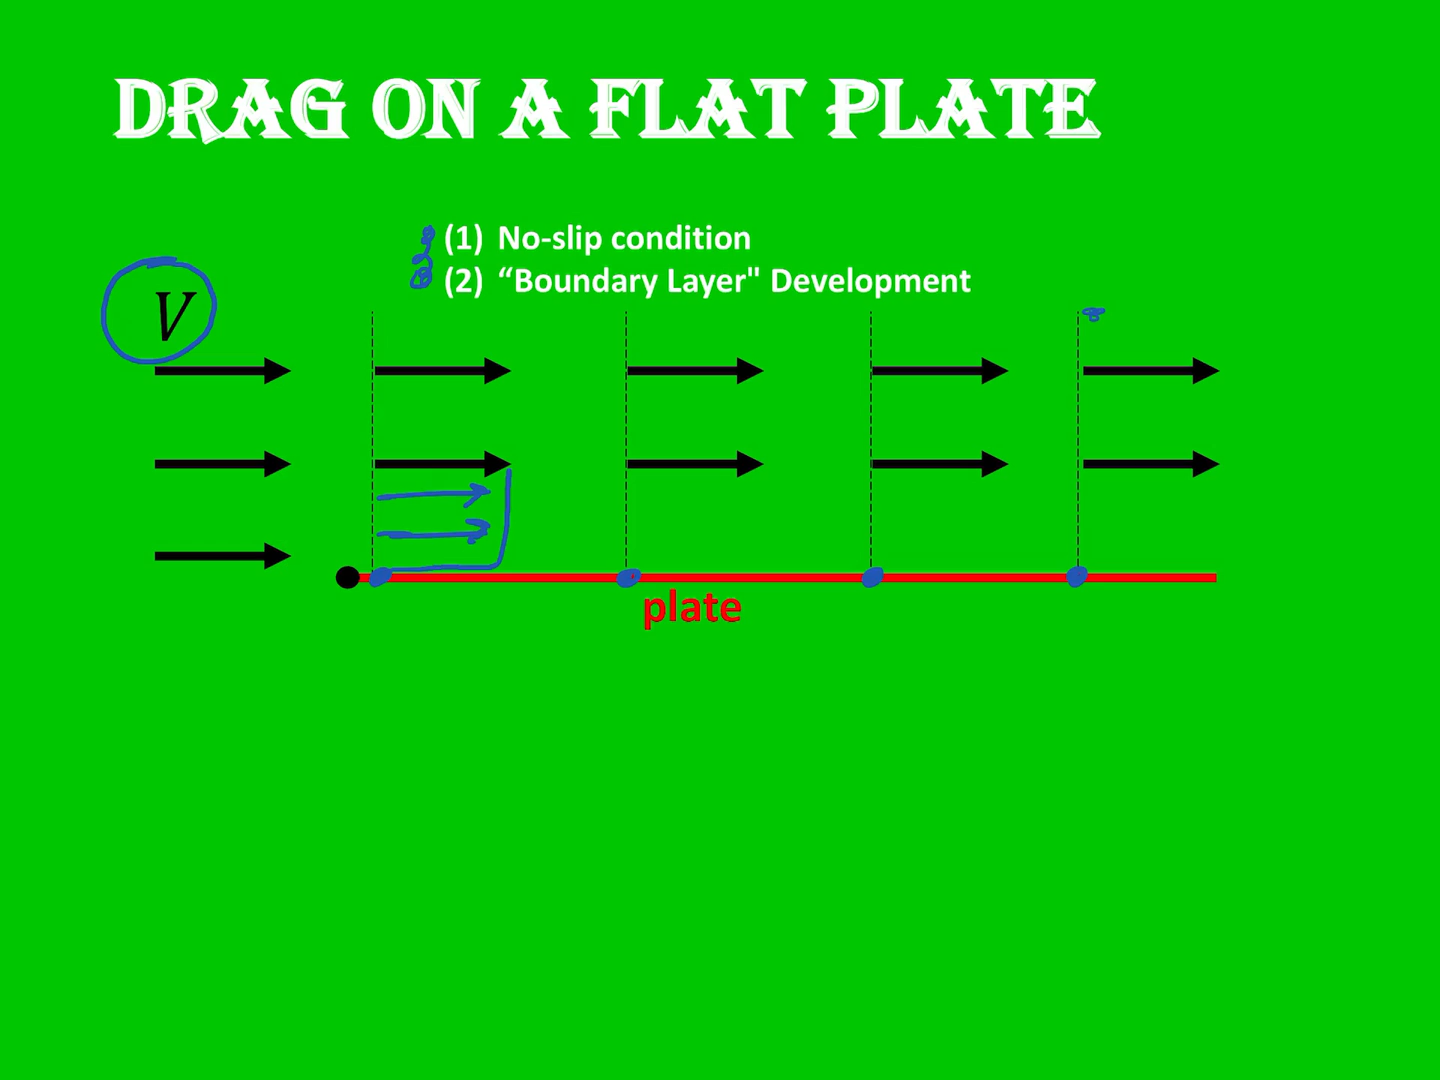 DRAG ON A FLAT PLATE
(1) No-slip condition
(2) “Boundary Layer" Development
V
plate